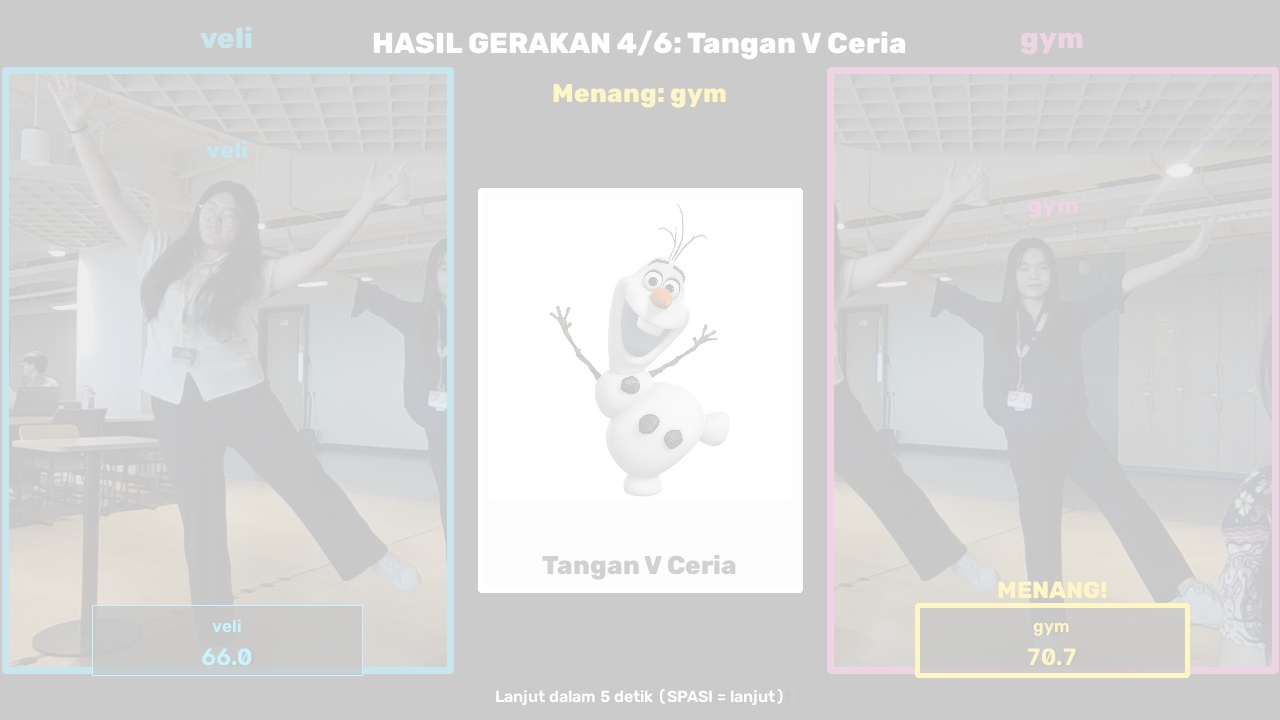 veli
HASIL GERAKAN 4/6: Tangan V Ceria
gym
Menang: gym
veli
gym
Tangan V Ceria
MENANG!
veli
66.0
gym
70.7
Lanjut dalam 5 detik (SPASI = lanjut)